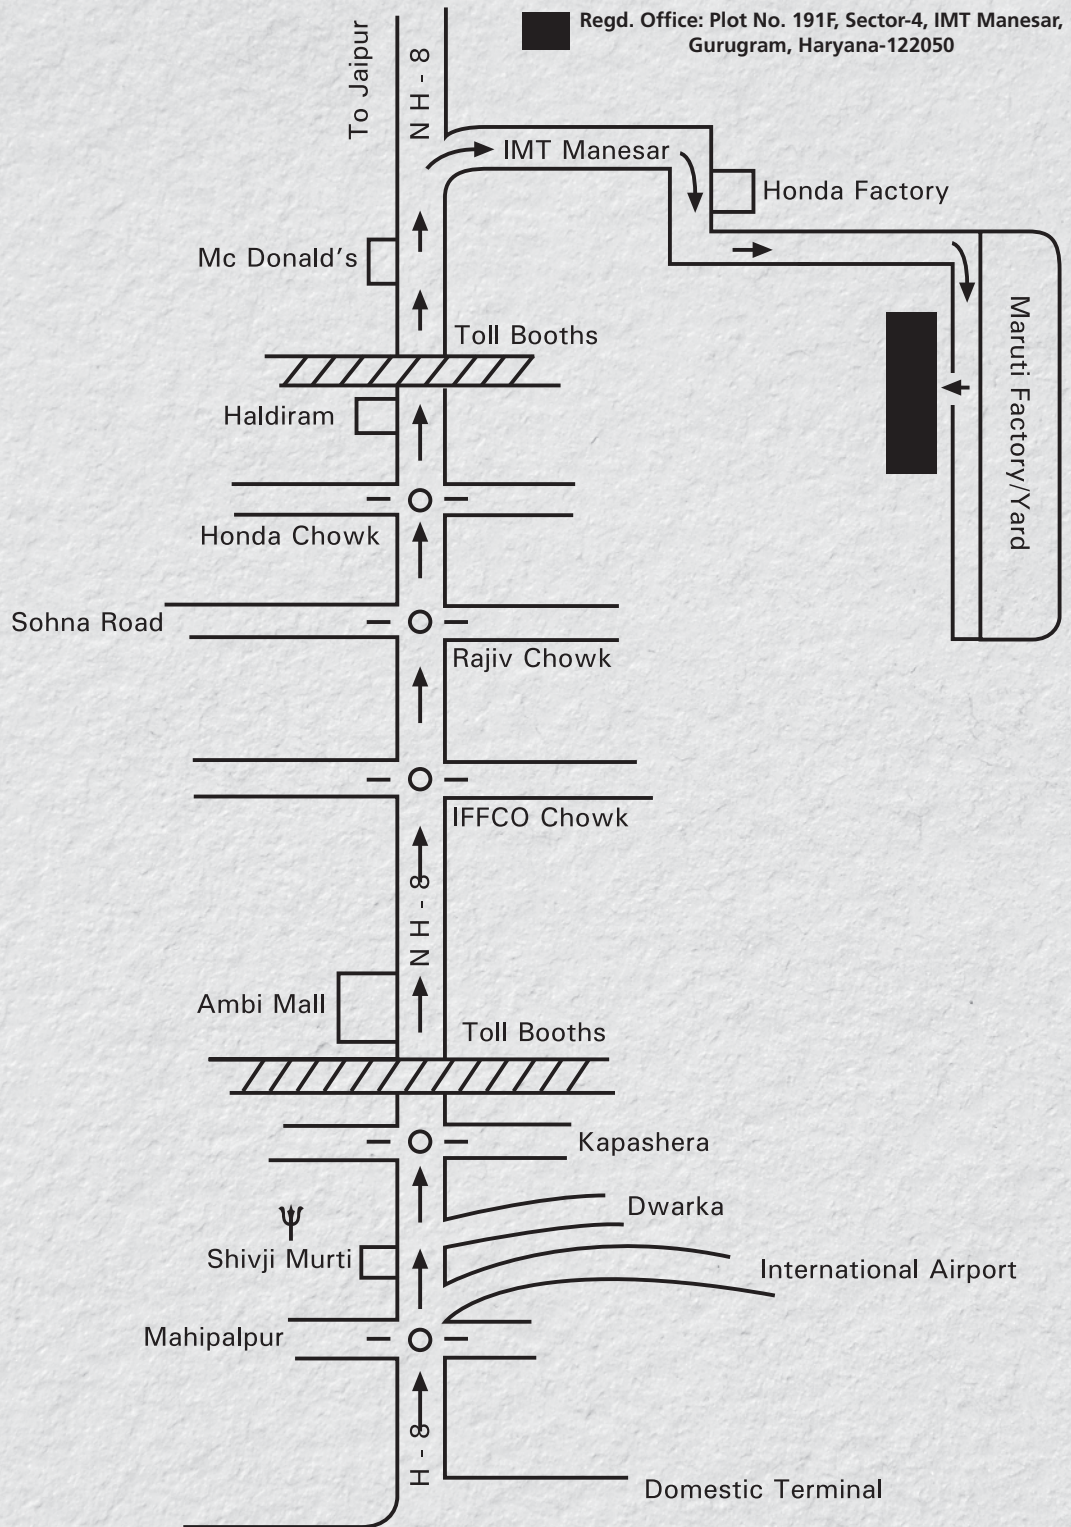 Regd. Office: Plot No. 191F, Sector-4, IMT Manesar,
Gurugram, Haryana-122050
To Jaipur
NH-8
IMT Manesar
Honda Factory
Mc Donald's
Toll Booths
Maruti Factory/Yard
Haldiram
Honda Chowk
Sohna Road
Rajiv Chowk
IFFCO Chowk
NH-8
Ambi Mall
Toll Booths
Kapashera
Dwarka
Shivji Murti
International Airport
Mahipalpur
H-8
Domestic Terminal